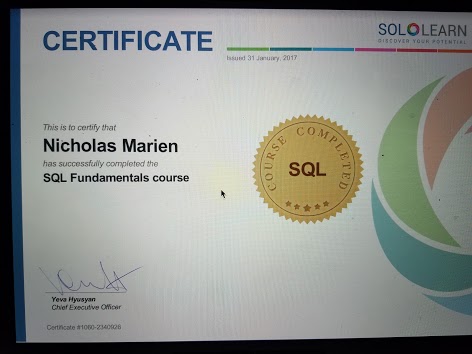 CERTIFICATE
SOLOLEARN
DISCOVER YOUR POTENTIAL
Issued 31 January, 2017
This is to certify that
Nicholas Marien
has successfully completed the
SQL Fundamentals course
COURSE COMPLETED
SQL
Yeva Hyusyan
Chief Executive Officer
Certificate #1060-2340926